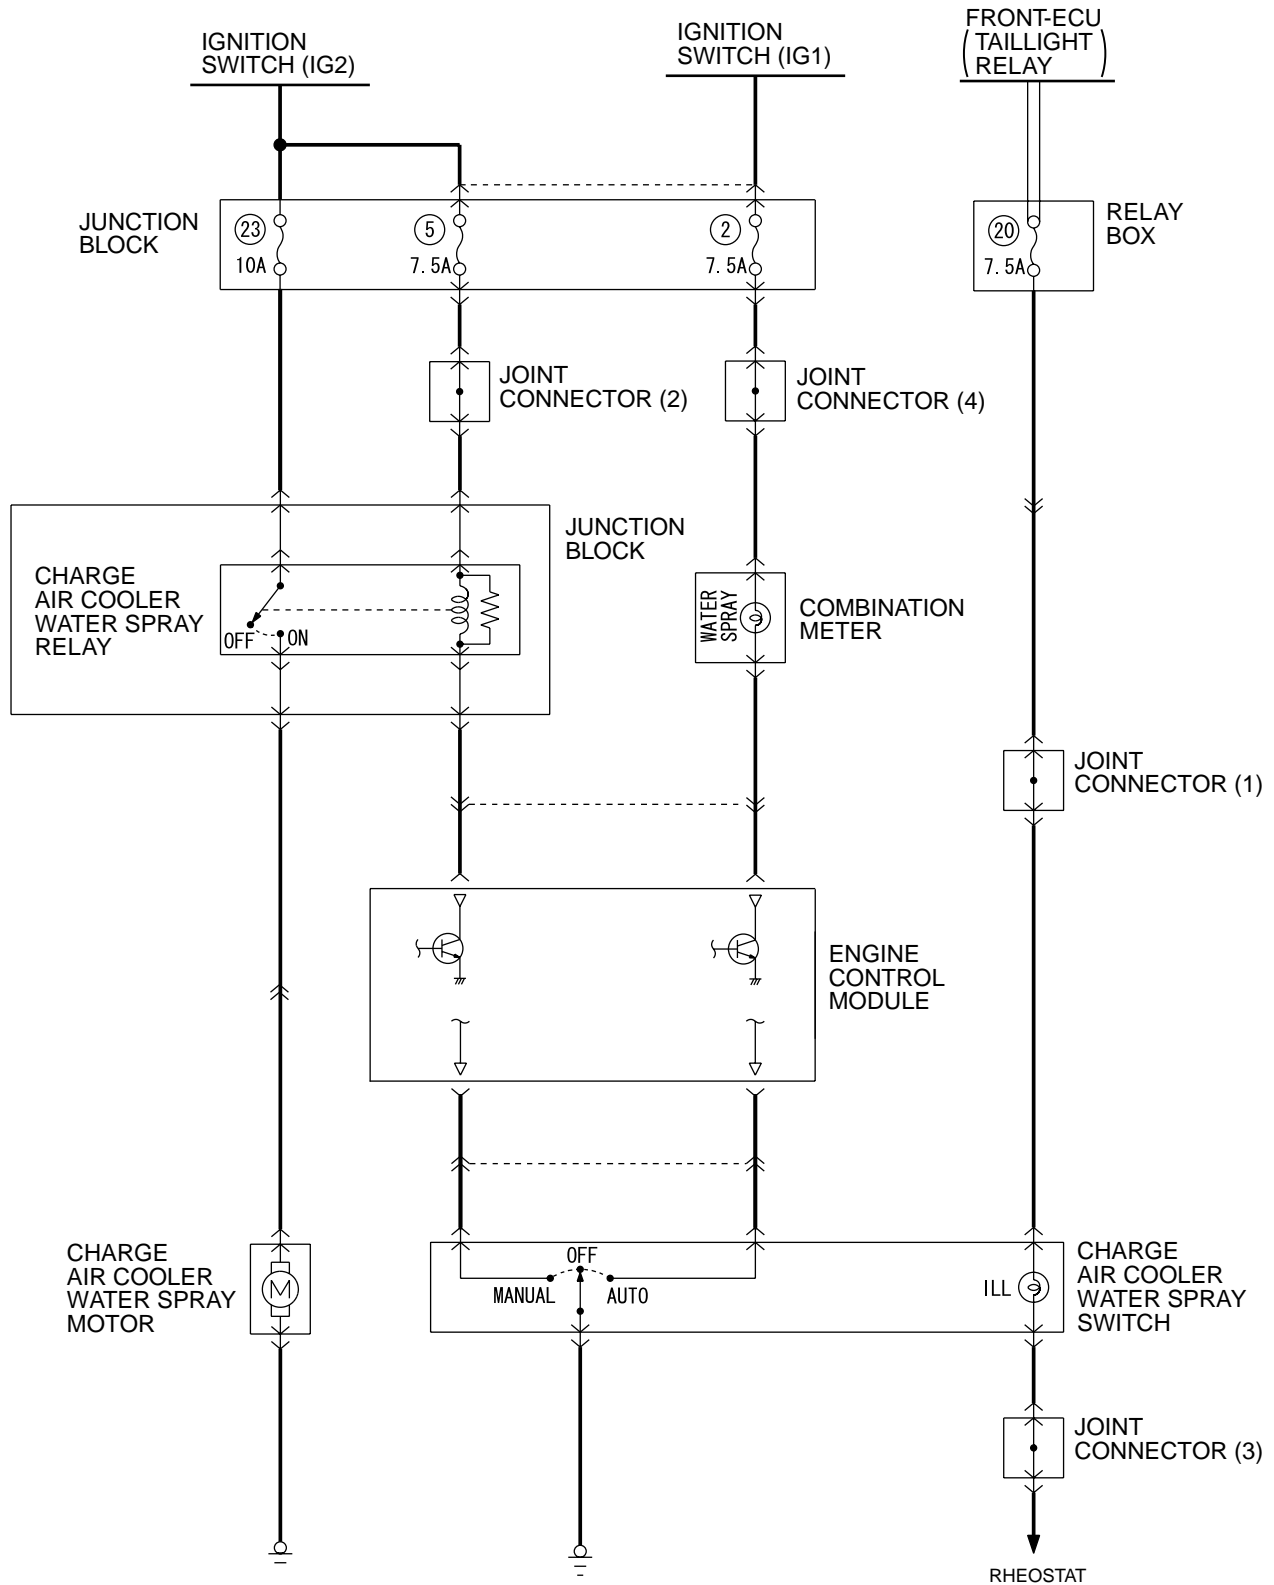 IGNITION
SWITCH (IG2)
IGNITION
SWITCH (IG1)
FRONT-ECU
( TAILLIGHT
RELAY )
JUNCTION
BLOCK
23
10A
5
7.5A
2
7.5A
20
7.5A
RELAY
BOX
JOINT
CONNECTOR (2)
JOINT
CONNECTOR (4)
JUNCTION
BLOCK
CHARGE
AIR COOLER
WATER SPRAY
RELAY
OFF
ON
WATER
SPRAY
COMBINATION
METER
JOINT
CONNECTOR (1)
ENGINE
CONTROL
MODULE
CHARGE
AIR COOLER
WATER SPRAY
MOTOR
M
OFF
MANUAL
AUTO
ILL
CHARGE
AIR COOLER
WATER SPRAY
SWITCH
JOINT
CONNECTOR (3)
RHEOSTAT